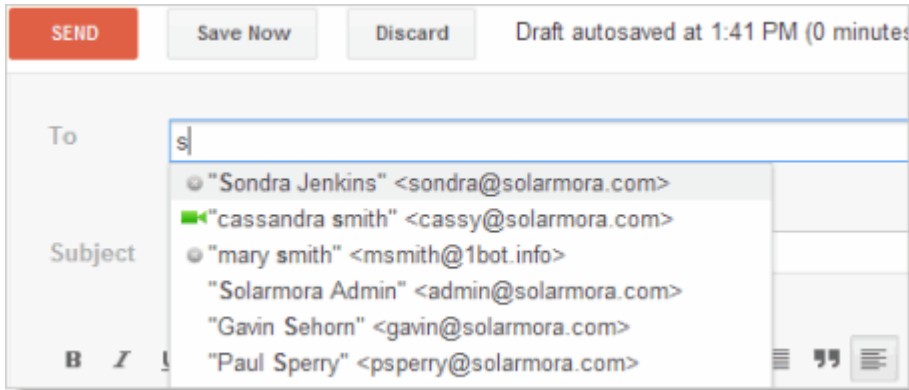 SEND Save Now Discard Draft autosaved at 1:41 PM (0 minutes
To s
"Sondra Jenkins" <sondra@solarmora.com>
"cassandra smith" <cassy@solarmora.com>
Subject
"mary smith" <msmith@1bot.info>
"Solarmora Admin" <admin@solarmora.com>
"Gavin Sehorn" <gavin@solarmora.com>
B I U "Paul Sperry" <psperry@solarmora.com>